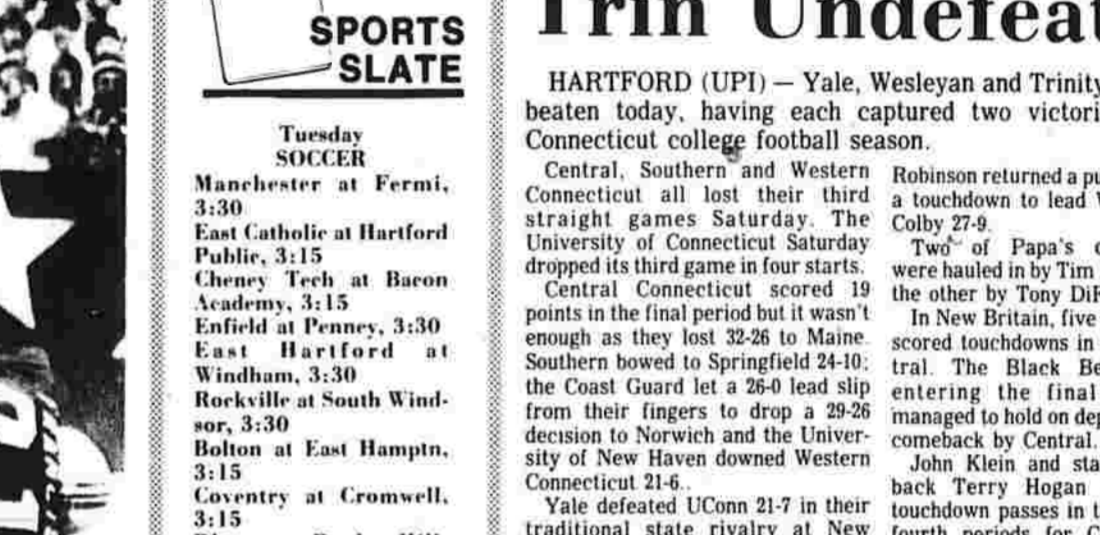 SPORTS
SLATE
Tuesday
SOCCER
Manchester at Fermi,
3:30
East Catholic at Hartford
Public, 3:15
Cheney Tech at Bacon
Academy, 3:15
Enfield at Penney, 3:30
East Hartford at
Windham, 3:30
Rockville at South Wind-
sor, 3:30
Bolton at East Hamptn,
3:15
Coventry at Cromwell,
3:15
Trin
HARTFORD (UPI) — Yale, Wesleyan and Trinity
beaten today, having each captured two
Connecticut college football season.
Central, Southern and Western
Connecticut all lost their third
straight games Saturday. The
University of Connecticut Saturday
dropped its third game in four starts.
Central Connecticut scored 19
points in the final period but it wasn't
enough as they lost 32-26 to Maine.
Southern bowed to Springfield 24-10;
the Coast Guard let a 26-0 lead slip
from their fingers to drop a 29-26
decision to Norwich and the Univer-
sity of New Haven downed Western
Connecticut 21-6..
Yale defeated UConn 21-7 in their
traditional state rivalry at New
Robinson returned a
a touchdown to lead
Colby 27-9.
Two of Papa's
were hauled in by Tim
the other by Tony
In New Britain, five
scored touchdowns in
tral. The Black
entering the final
managed to hold on
comeback by Central.
John Klein and
back Terry Hogan
touchdown passes in
fourth periods for